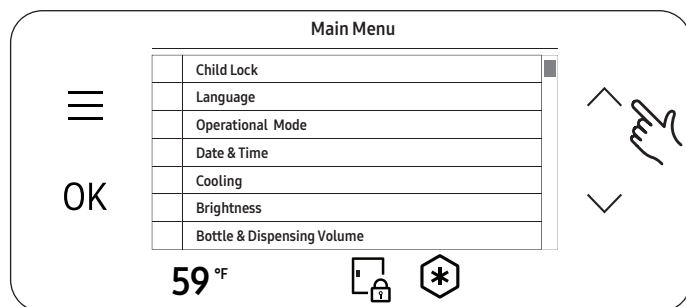 Main Menu
Child Lock
Language
Operational Mode
Date & Time
Cooling
Brightness
Bottle & Dispensing Volume
OK
59 °F